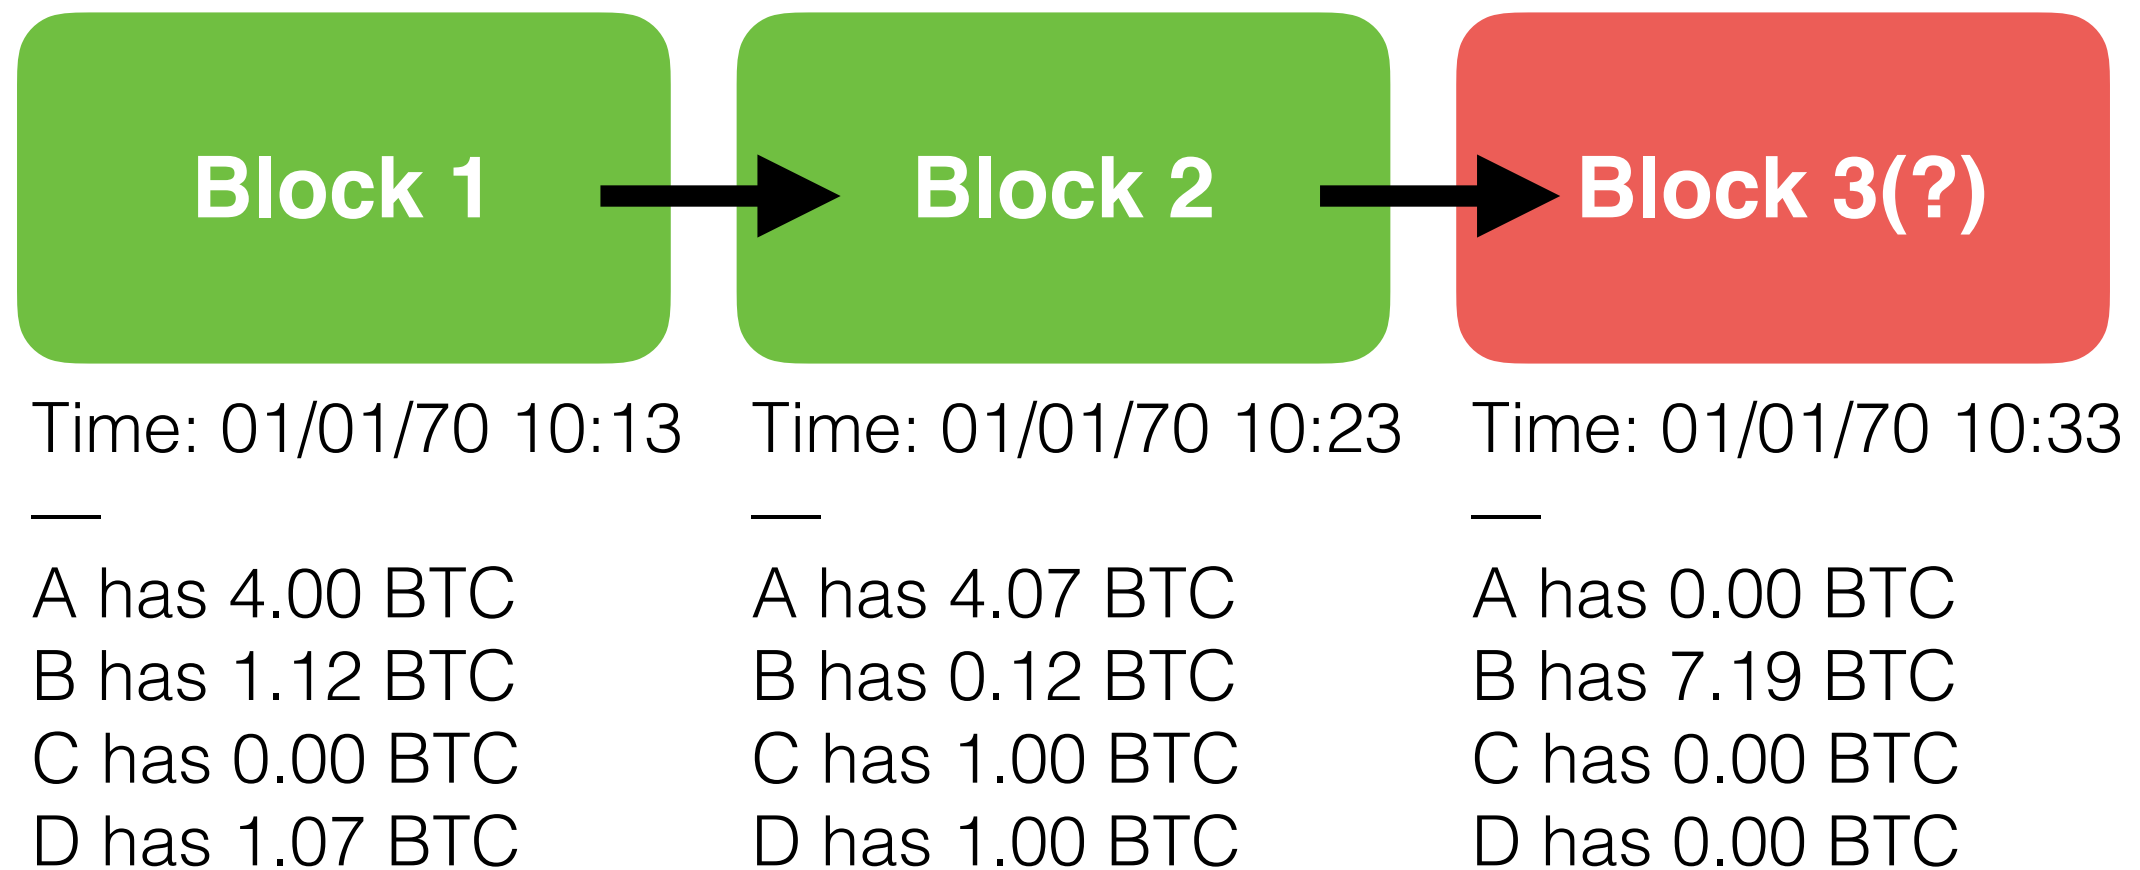 Block 1
Block 2
Block 3(?)
Time: 01/01/70 10:13
—
A has 4.00 BTC
B has 1.12 BTC
C has 0.00 BTC
D has 1.07 BTC
Time: 01/01/70 10:23
—
A has 4.07 BTC
B has 0.12 BTC
C has 1.00 BTC
D has 1.00 BTC
Time: 01/01/70 10:33
—
A has 0.00 BTC
B has 7.19 BTC
C has 0.00 BTC
D has 0.00 BTC